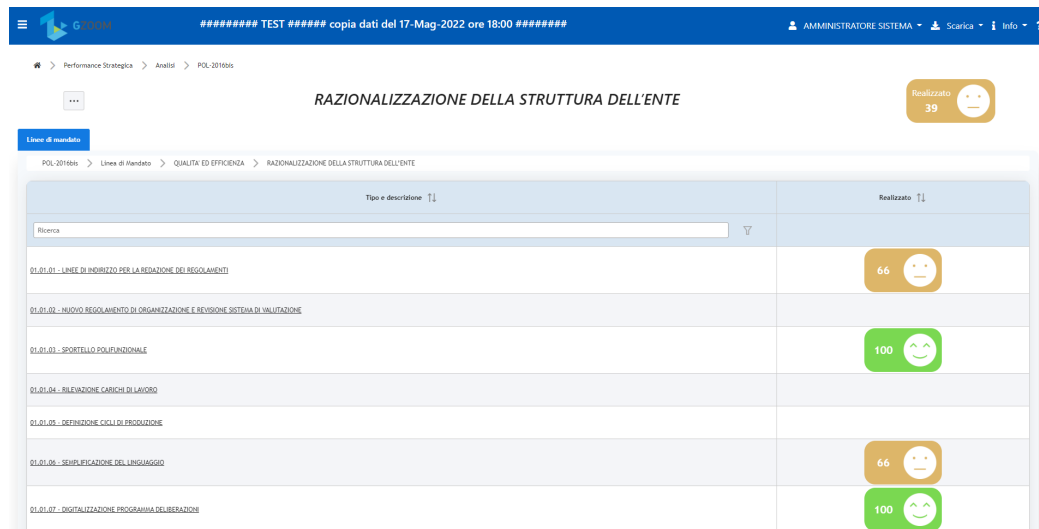 GZOOM
######### TEST ###### copia dati del 17-Mag-2022 ore 18:00 ########
AMMINISTRATORE SISTEMA Scarica Info ?
Performance Strategica > Analisi > POL-2016bis
...
RAZIONALIZZAZIONE DELLA STRUTTURA DELL'ENTE
Realizzato
39
Linee di mandato
POL-2016bis > Linea di Mandato > QUALITA' ED EFFICIENZA > RAZIONALIZZAZIONE DELLA STRUTTURA DELL'ENTE
Tipo e descrizione Realizzato
Ricerca
01.01.01 - LINEE DI INDIRIZZO PER LA REDAZIONE DEI REGOLAMENTI 66
01.01.02 - NUOVO REGOLAMENTO DI ORGANIZZAZIONE E REVISIONE SISTEMA DI VALUTAZIONE
01.01.03 - SPORTELLO POLIFUNZIONALE 100
01.01.04 - RILEVAZIONE CARICHI DI LAVORO
01.01.05 - DEFINIZIONE CICLI DI PRODUZIONE
01.01.06 - SEMPLIFICAZIONE DEL LINGUAGGIO 66
01.01.07 - DIGITALIZZAZIONE PROGRAMMA DELIBERAZIONI 100